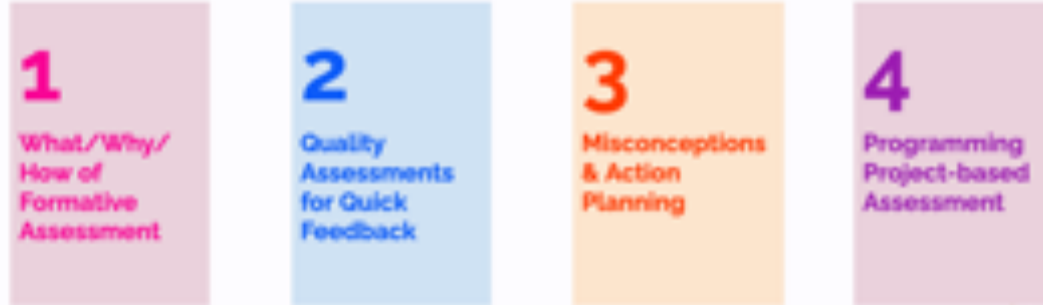 1
What/Why/
How of
Formative
Assessment
2
Quality
Assessments
for Quick
Feedback
3
Misconceptions
& Action
Planning
4
Programming
Project-based
Assessment